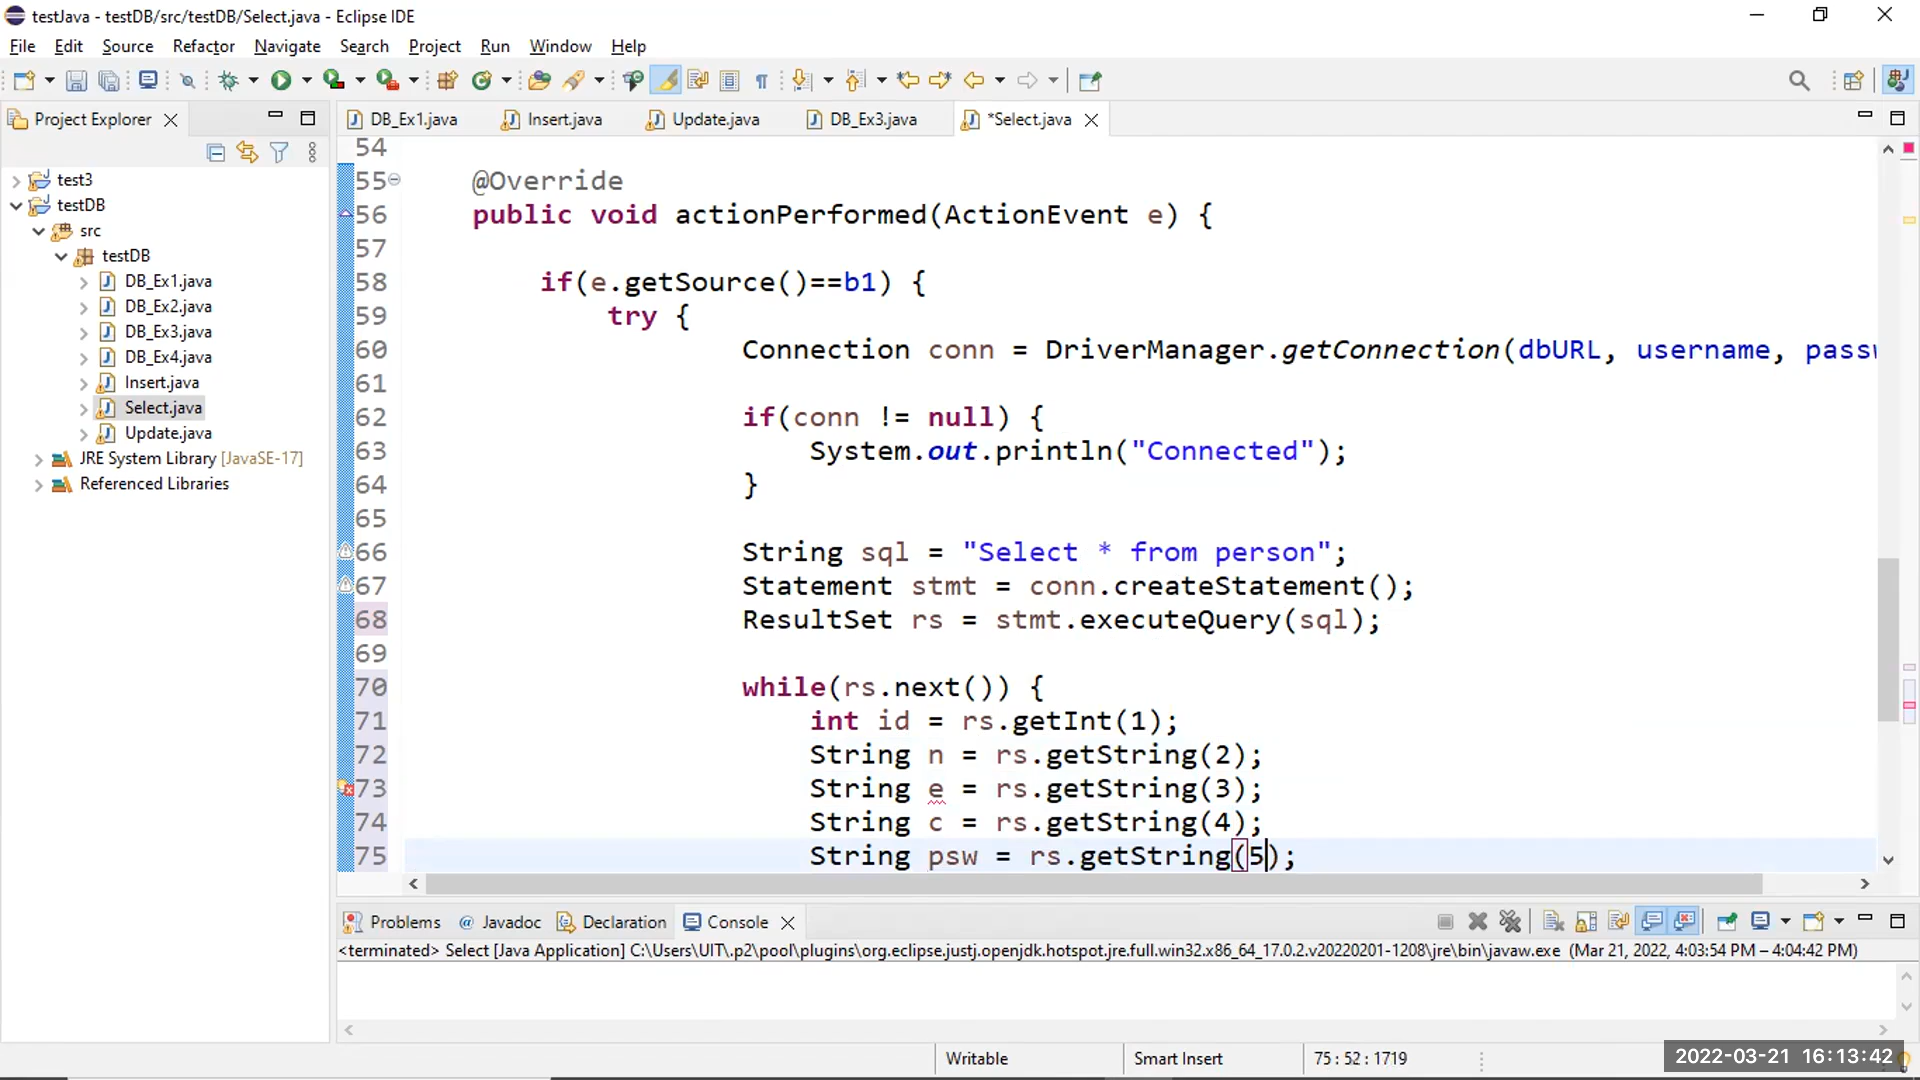 testJava - testDB/src/testDB/Select.java - Eclipse IDE
File Edit Source Refactor Navigate Search Project Run Window Help
Project Explorer
DB_Ex1.java Insert.java Update.java DB_Ex3.java *Select.java
test3
testDB
src
testDB
DB_Ex1.java
DB_Ex2.java
DB_Ex3.java
DB_Ex4.java
Insert.java
Select.java
Update.java
JRE System Library [JavaSE-17]
Referenced Libraries
54
55 @Override
56 public void actionPerformed(ActionEvent e) {
57
58 if(e.getSource()==b1) {
59 try {
60 Connection conn = DriverManager.getConnection(dbURL, username, passw
61
62 if(conn != null) {
63 System.out.println("Connected");
64 }
65
66 String sql = "Select * from person";
67 Statement stmt = conn.createStatement();
68 ResultSet rs = stmt.executeQuery(sql);
69
70 while(rs.next()) {
71 int id = rs.getInt(1);
72 String n = rs.getString(2);
73 String e = rs.getString(3);
74 String c = rs.getString(4);
75 String psw = rs.getString(5);
Problems Javadoc Declaration Console
<terminated> Select [Java Application] C:\Users\UIT\.p2\pool\plugins\org.eclipse.justj.openjdk.hotspot.jre.full.win32.x86_64_17.0.2.v20220201-1208\jre\bin\javaw.exe (Mar 21, 2022, 4:03:54 PM – 4:04:42 PM)
Writable Smart Insert 75 : 52 : 1719
2022-03-21 16:13:42